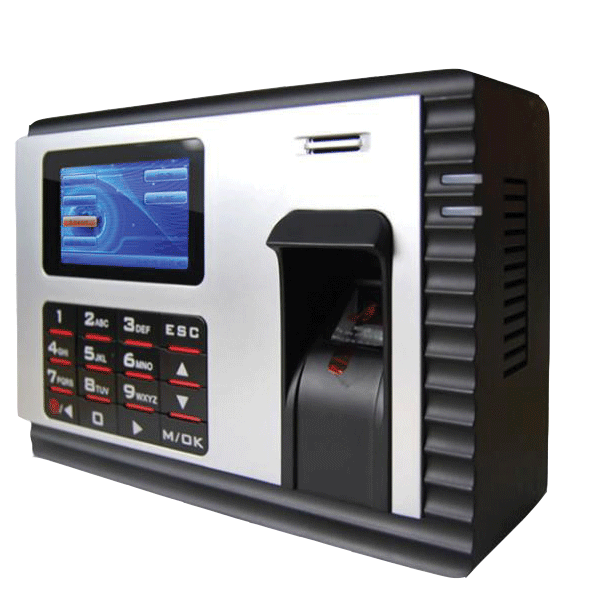 1 2ABC 3DEF ESC
4GHI 5JKL 6MNO ▲
7PQRS 8TUV 9WXYZ ▼
/◀ 0 ▶ M/OK